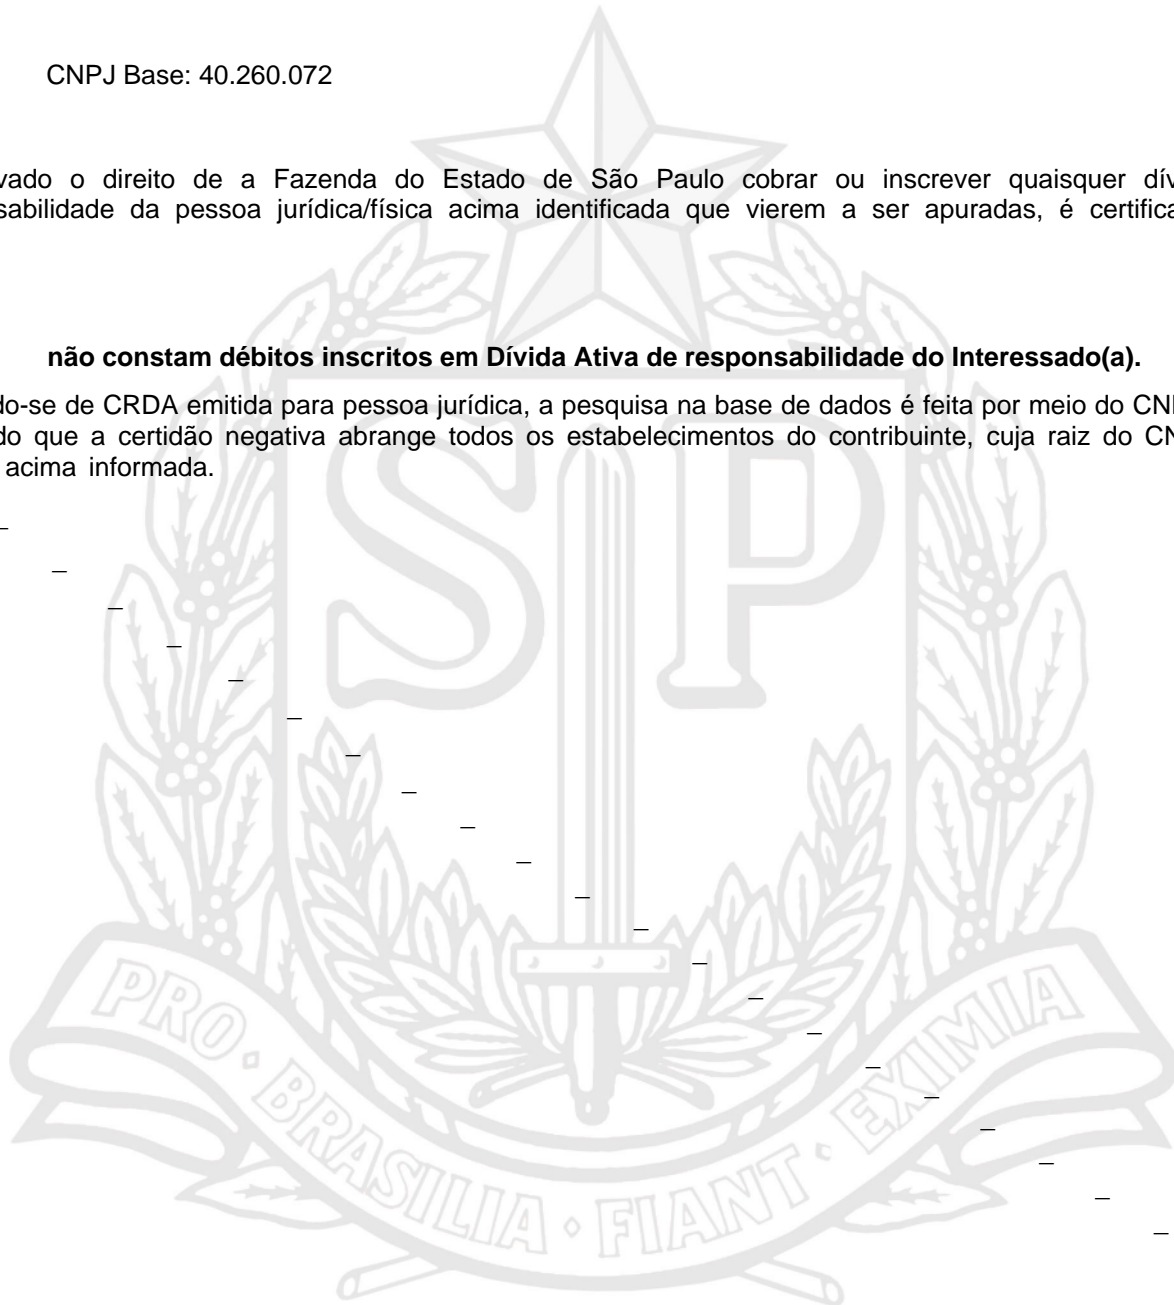 CNPJ Base: 40.260.072
vado o direito de a Fazenda do Estado de São Paulo cobrar ou inscrever quaisquer dív
sabilidade da pessoa jurídica/física acima identificada que vierem a ser apuradas, é certifica
não constam débitos inscritos em Dívida Ativa de responsabilidade do Interessado(a).
do-se de CRDA emitida para pessoa jurídica, a pesquisa na base de dados é feita por meio do CN
do que a certidão negativa abrange todos os estabelecimentos do contribuinte, cuja raiz do CN
acima informada.
SP
PRO • BRASILIA • FIANT • EXIMIA